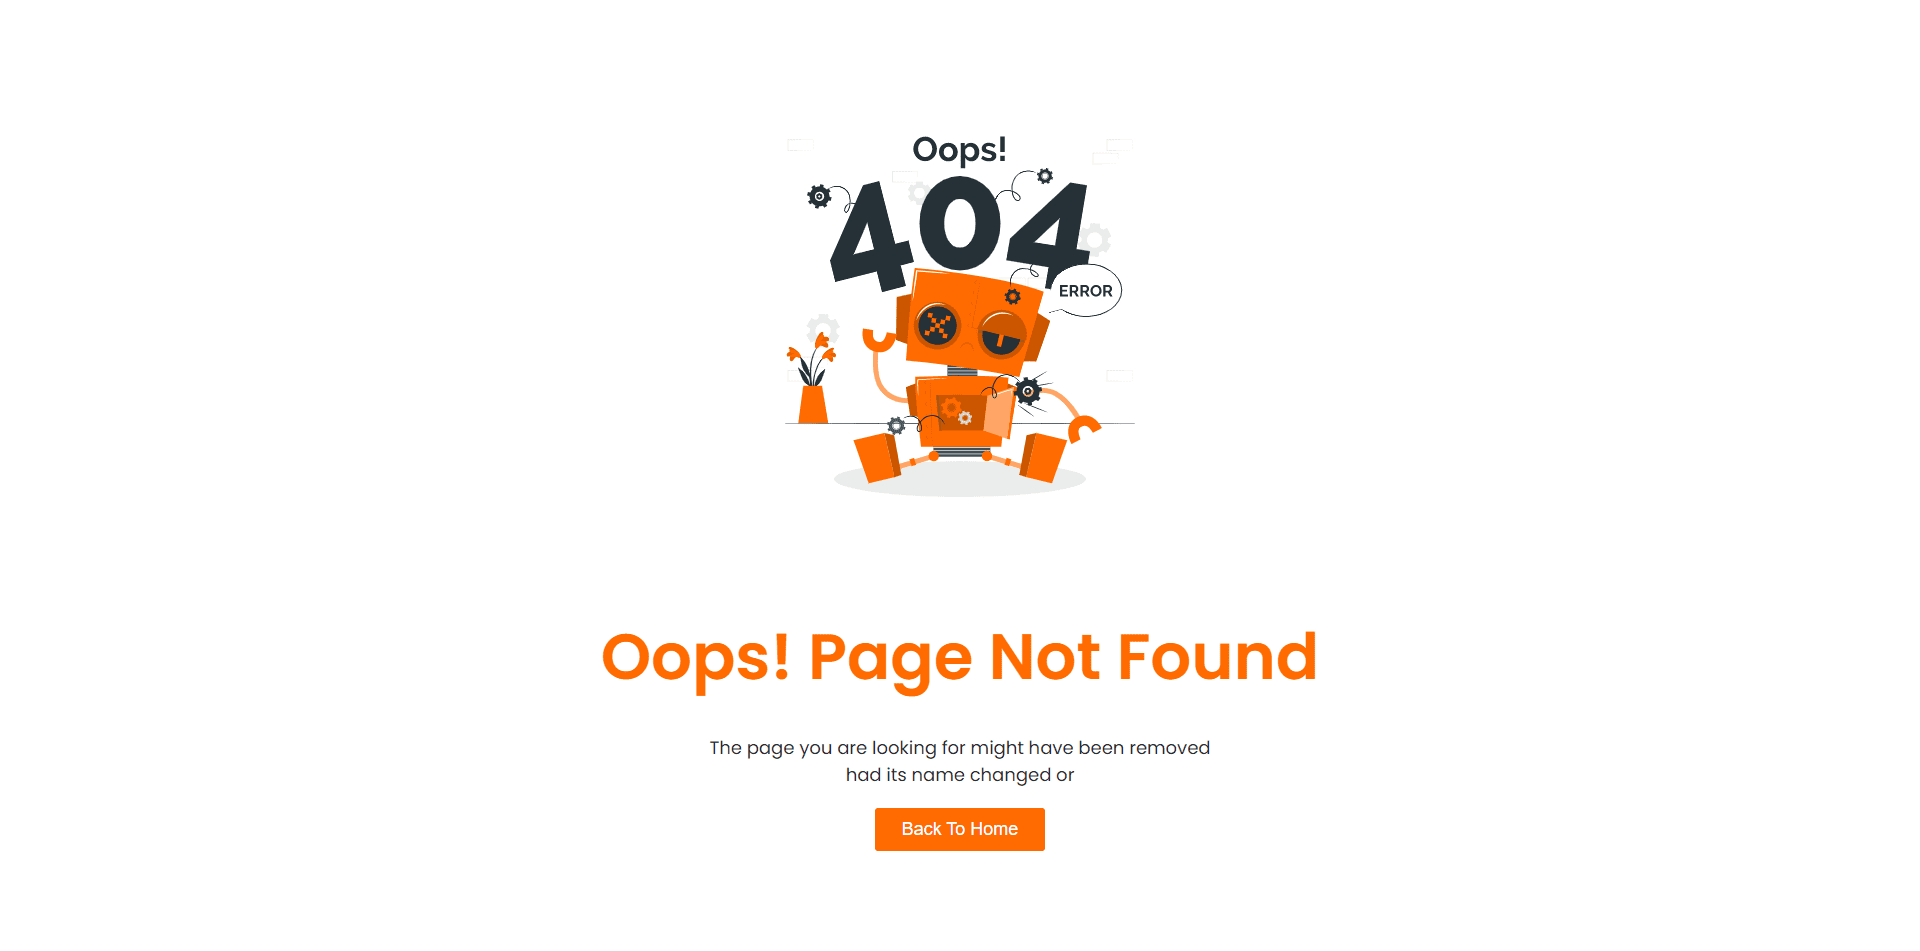 Oops!
404
ERROR
Oops! Page Not Found
The page you are looking for might have been removed
had its name changed or
Back To Home